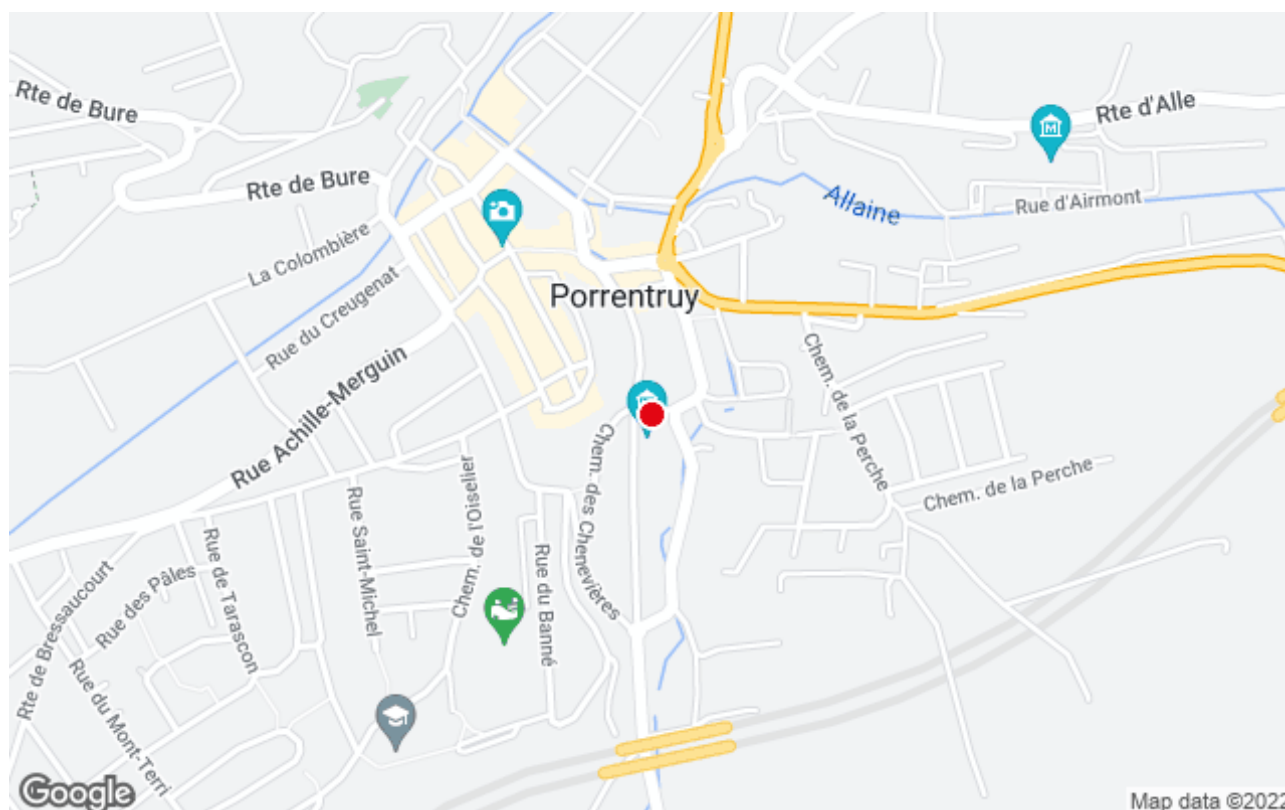 Rte de Bure
Rte d'Alle
Rte de Bure
Allaine
Rue d'Airmont
La Colombière
Porrentruy
Rue du Creugenat
Rue Achille-Merguin
Chem. de la Perche
Chem. des Chenevières
Chem. de l'Oiselier
Chem. de la Perche
Rue Saint-Michel
Rue de Tarascon
Rue du Banné
Rue des Pâles
Rte de Bressaucourt
Rue du Mont-Terri
M
Google
Map data ©2022